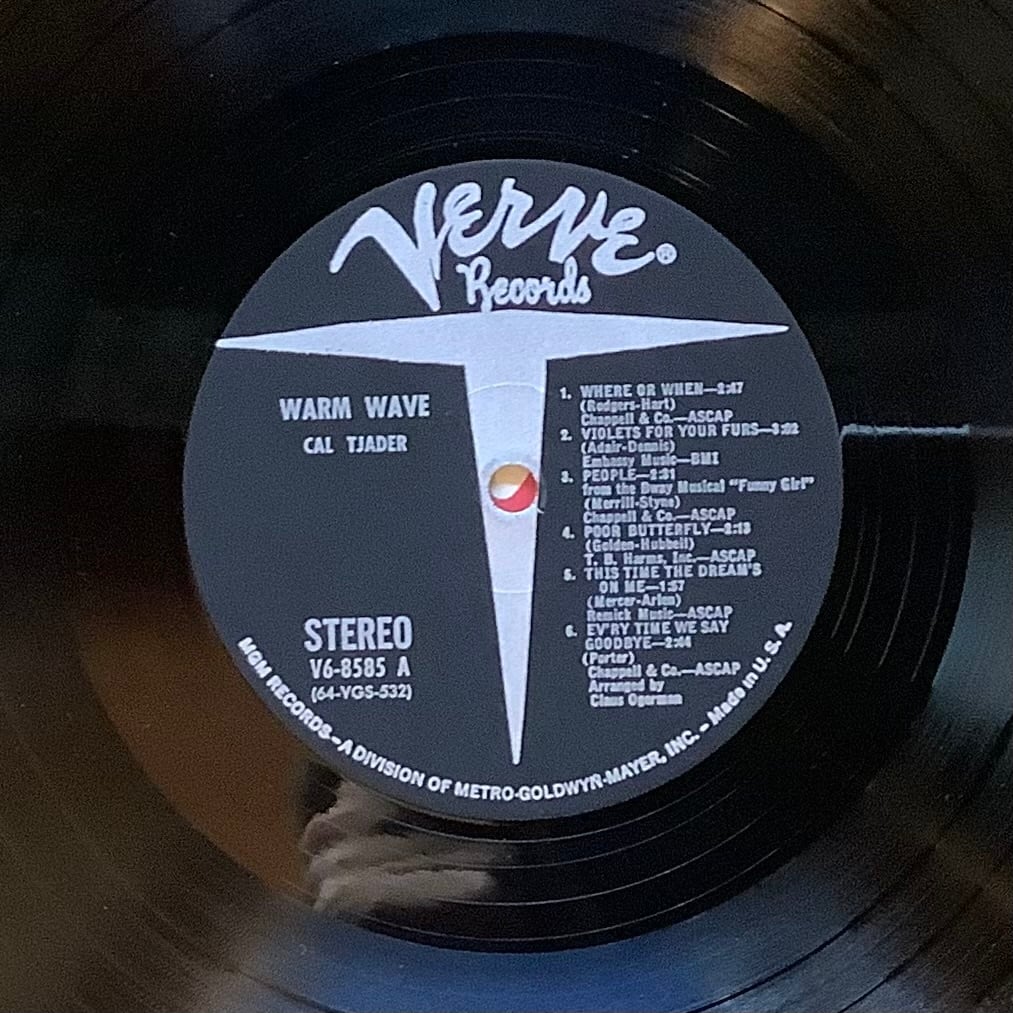 Verve®
Records
WARM WAVE
CAL TJADER
1. WHERE OR WHEN—2:47
(Rodgers-Hart)
Chappell & Co.—ASCAP
2. VIOLETS FOR YOUR FURS—3:02
(Adair-Dennis)
Embassy Music—BMI
3. PEOPLE—2:31
from the Bway Musical "Funny Girl"
(Merrill-Styne)
Chappell & Co.—ASCAP
4. POOR BUTTERFLY—2:13
(Golden-Hubbell)
T. B. Harms, Inc.—ASCAP
5. THIS TIME THE DREAM'S
ON ME—1:57
(Mercer-Arlen)
Remick Music—ASCAP
6. EV'RY TIME WE SAY
GOODBYE—2:44
(Porter)
Chappell & Co.—ASCAP
Arranged by
Claus Ogerman
STEREO
V6-8585 A
(64-VGS-532)
MGM RECORDS–A DIVISION OF METRO-GOLDWYN-MAYER, INC. – Made in U. S. A.